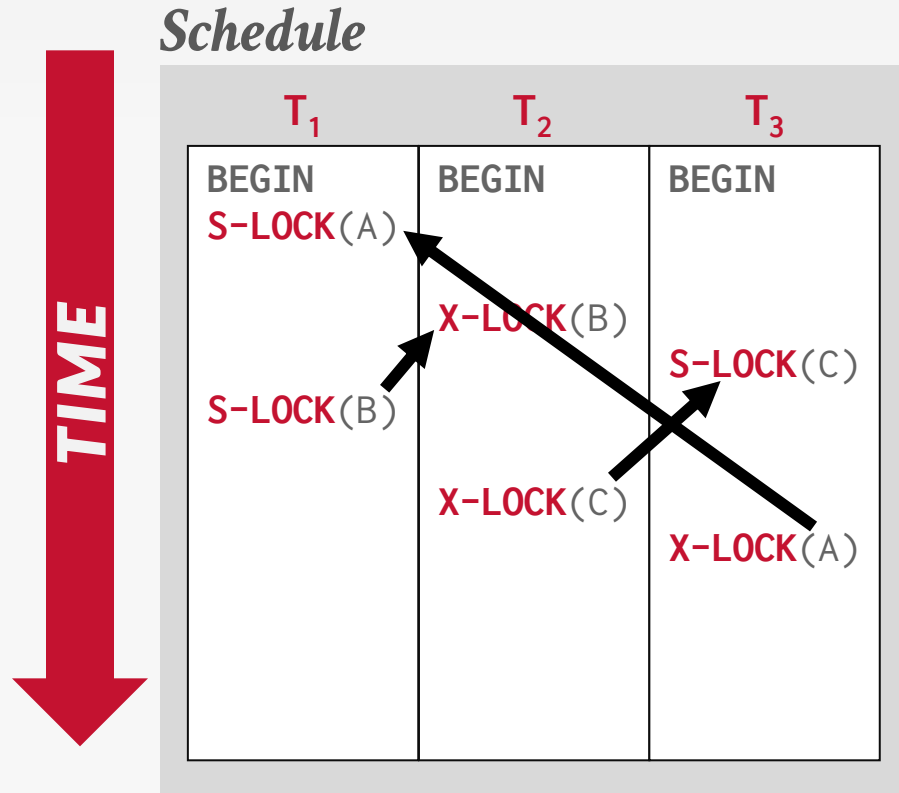 Schedule
TIME
T1 T2 T3
BEGIN BEGIN BEGIN
S-LOCK(A)
X-LOCK(B)
S-LOCK(C)
S-LOCK(B)
X-LOCK(C)
X-LOCK(A)